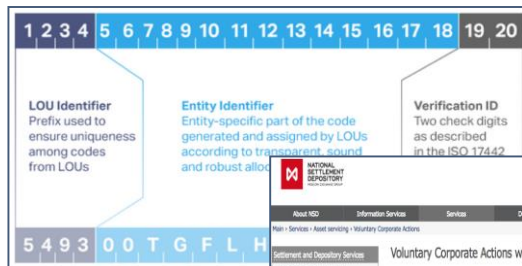 1 2 3 4 5 6 7 8 9 10 11 12 13 14 15 16 17 18 19 20
LOU Identifier
Prefix used to
ensure uniqueness
among codes
from LOUs
Entity Identifier
Entity-specific part of the code
generated and assigned by LOUs
according to transparent, sound
and robust alloc
Verification ID
Two check digits
as described
in the ISO 17442
5 4 9 3 0 0 T G F L H
NATIONAL
SETTLEMENT
DEPOSITORY
MOSCOW EXCHANGE GROUP
About NSD Information Services Services D
Main › Services › Asset servicing › Voluntary Corporate Actions
Settlement and Depository Services
Voluntary Corporate Actions w